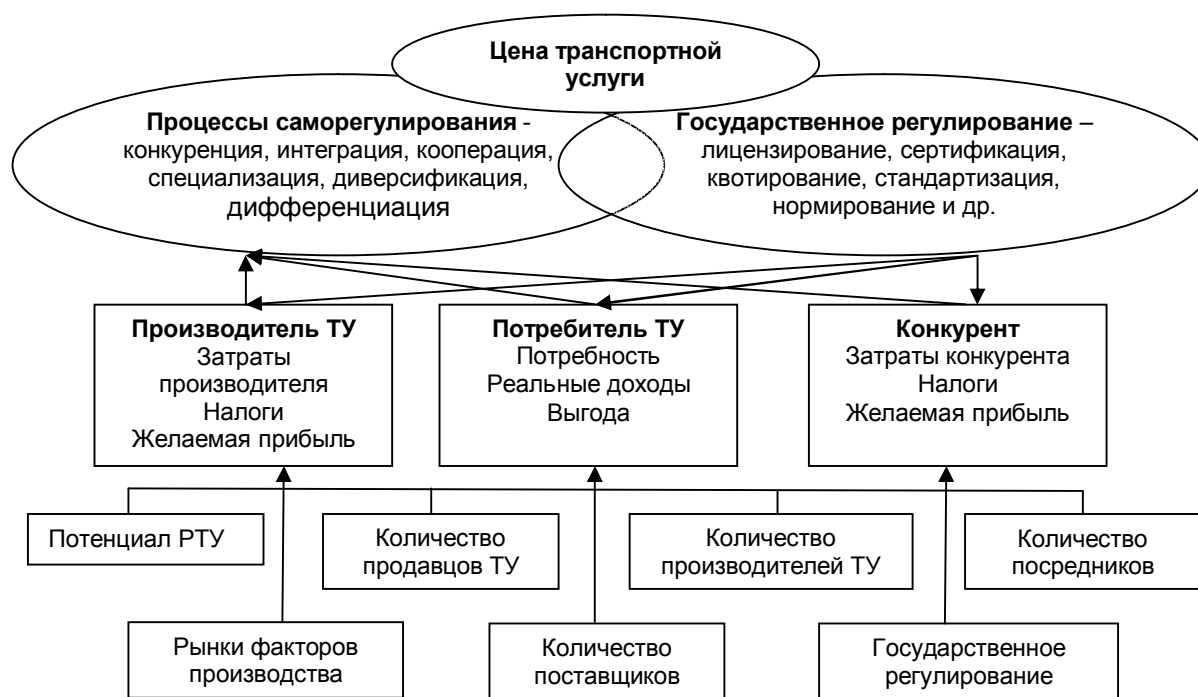 Цена транспортной
услуги
Процессы саморегулирования -
конкуренция, интеграция, кооперация,
специализация, диверсификация,
дифференциация
Государственное регулирование –
лицензирование, сертификация,
квотирование, стандартизация,
нормирование и др.
Производитель ТУ
Затраты
производителя
Налоги
Желаемая прибыль
Потребитель ТУ
Потребность
Реальные доходы
Выгода
Конкурент
Затраты конкурента
Налоги
Желаемая прибыль
Потенциал РТУ
Количество
продавцов ТУ
Количество
производителей ТУ
Количество
посредников
Рынки факторов
производства
Количество
поставщиков
Государственное
регулирование